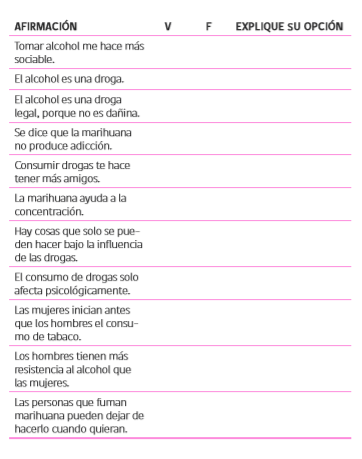 AFIRMACIÓN V F EXPLIQUE SU OPCIÓN
Tomar alcohol me hace más
sociable.
El alcohol es una droga.
El alcohol es una droga
legal, porque no es dañina.
Se dice que la marihuana
no produce adicción.
Consumir drogas te hace
tener más amigos.
La marihuana ayuda a la
concentración.
Hay cosas que solo se pue-
den hacer bajo la influencia
de las drogas.
El consumo de drogas solo
afecta psicológicamente.
Las mujeres inician antes
que los hombres el consu-
mo de tabaco.
Los hombres tienen más
resistencia al alcohol que
las mujeres.
Las personas que fuman
marihuana pueden dejar de
hacerlo cuando quieran.